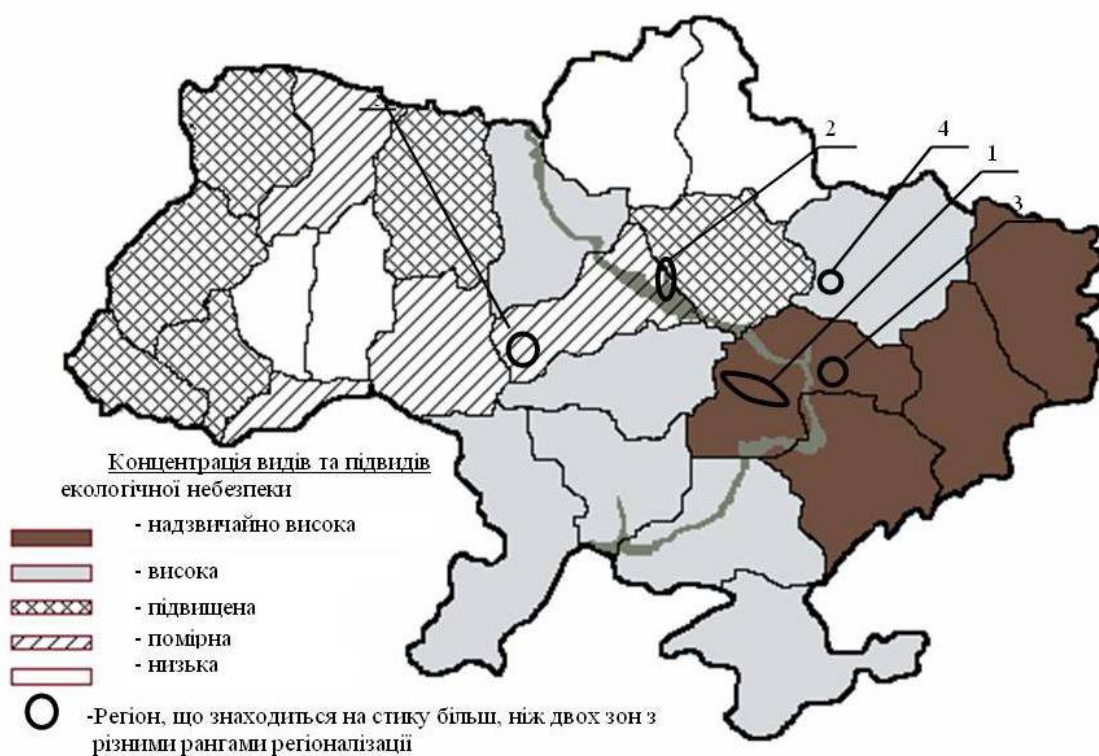 2
4
1
3
Концентрація видів та підвидів
екологічної небезпеки
- надзвичайно висока
- висока
- підвищена
- помірна
- низька
-Регіон, що знаходиться на стику більш, ніж двох зон з
різними рангами регіоналізації